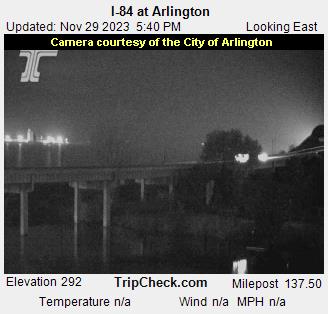 I-84 at Arlington
Updated: Nov 29 2023 5:40 PM Looking East
Camera courtesy of the City of Arlington
Elevation 292 TripCheck.com Milepost 137.50
Temperature n/a Wind n/a MPH n/a